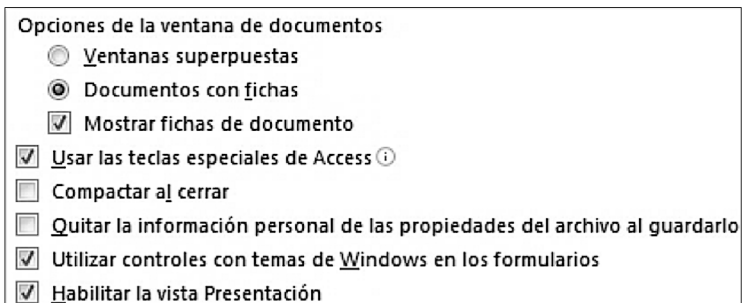 Opciones de la ventana de documentos
Ventanas superpuestas
Documentos con fichas
Mostrar fichas de documento
Usar las teclas especiales de Access
Compactar al cerrar
Quitar la información personal de las propiedades del archivo al guardarlo
Utilizar controles con temas de Windows en los formularios
Habilitar la vista Presentación